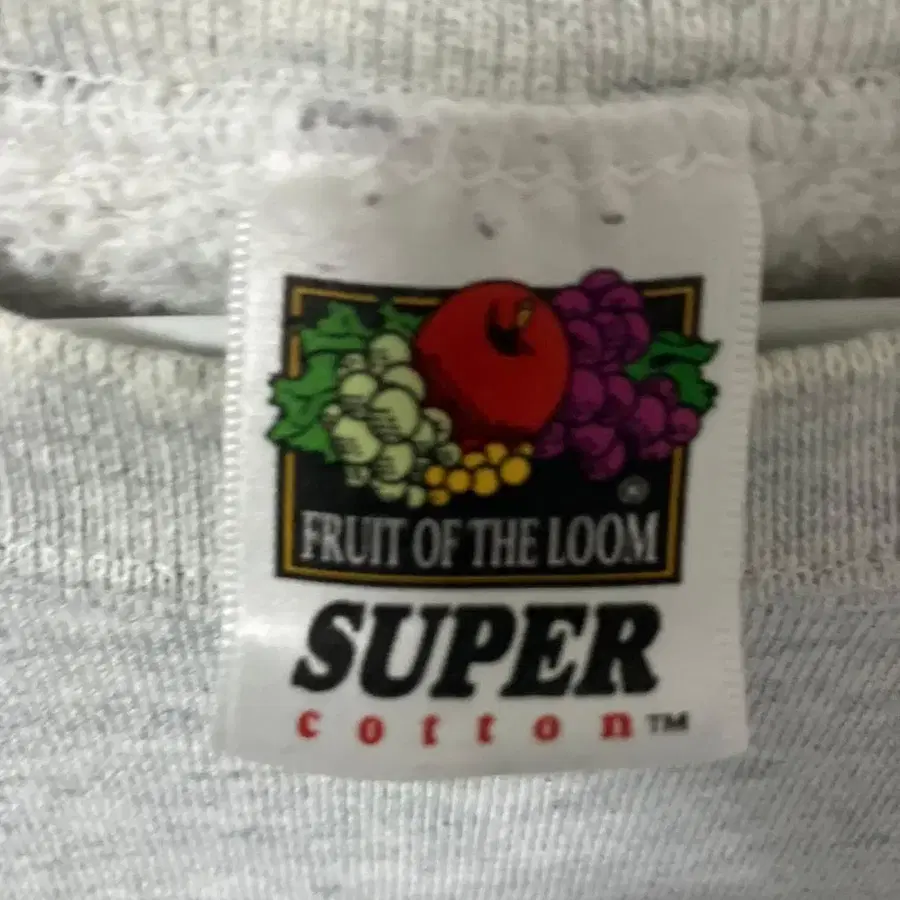 ®
FRUIT OF THE LOOM
SUPER
cotton™